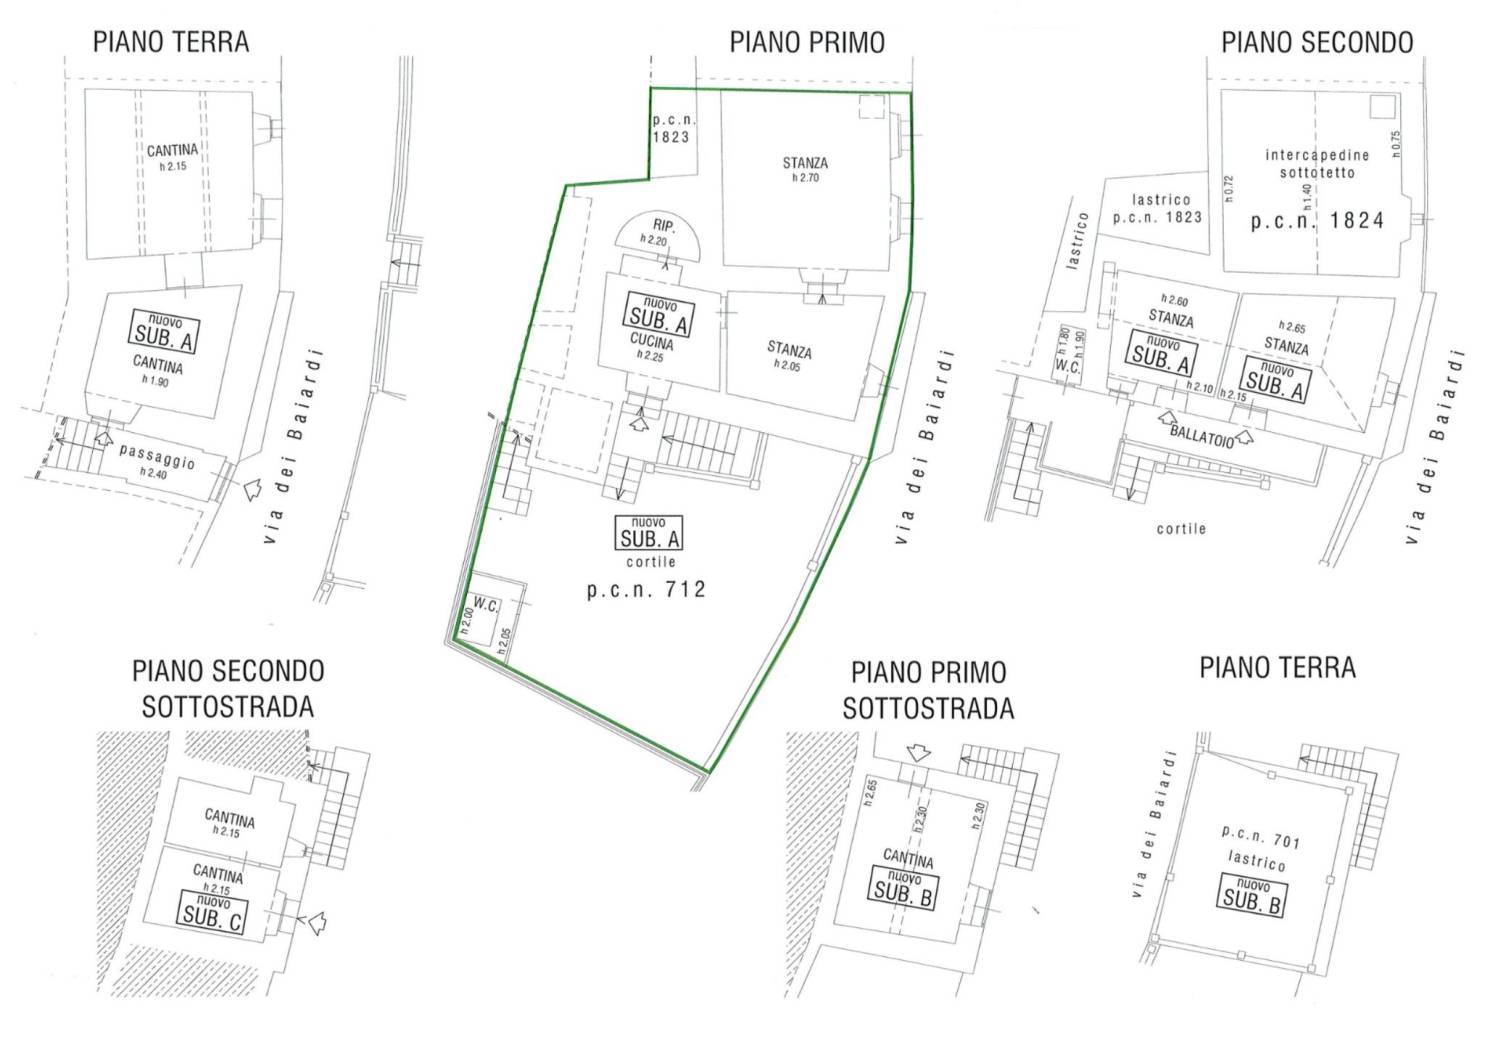 PIANO TERRA
CANTINA
h 2.15
nuovo
SUB. A
CANTINA
h 1.90
passaggio
h 2.40
via dei Baiardi
PIANO PRIMO
p.c.n.
1823
STANZA
h 2.70
RIP.
h 2.20
nuovo
SUB. A
CUCINA
h 2.25
STANZA
h 2.05
nuovo
SUB. A
cortile
p.c.n. 712
W.C.
h 2.00
h 2.05
via dei Baiardi
PIANO SECONDO
intercapedine
sottotetto
h 0.75
h 0.72
h 1.40
p.c.n. 1824
lastrico
p.c.n. 1823
lastrico
h 2.60
STANZA
nuovo
SUB. A
h 2.10
h 2.65
STANZA
nuovo
SUB. A
h 2.15
h 1.80
h 1.90
W.C.
BALLATOIO
cortile
via dei Baiardi
PIANO SECONDO
SOTTOSTRADA
CANTINA
h 2.15
CANTINA
h 2.15
nuovo
SUB. C
PIANO PRIMO
SOTTOSTRADA
h 2.65
h 2.30
h 2.30
CANTINA
nuovo
SUB. B
PIANO TERRA
via dei Baiardi
p.c.n. 701
lastrico
nuovo
SUB. B